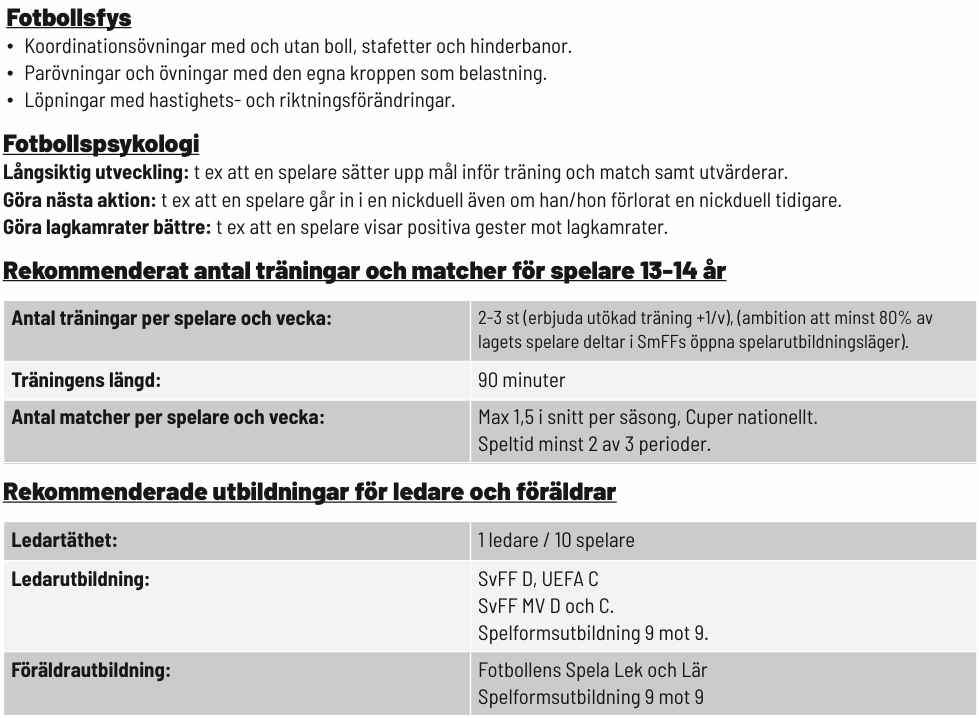 Fotbollsfys
• Koordinationsövningar med och utan boll, stafetter och hinderbanor.
• Parövningar och övningar med den egna kroppen som belastning.
• Löpningar med hastighets- och riktningsförändringar.
Fotbollspsykologi
Långsiktig utveckling: t ex att en spelare sätter upp mål inför träning och match samt utvärderar.
Göra nästa aktion: t ex att en spelare går in i en nickduell även om han/hon förlorat en nickduell tidigare.
Göra lagkamrater bättre: t ex att en spelare visar positiva gester mot lagkamrater.
Rekommenderat antal träningar och matcher för spelare 13-14 år
Antal träningar per spelare och vecka:
2-3 st (erbjuda utökad träning +1/v), (ambition att minst 80% av
lagets spelare deltar i SmFFs öppna spelarutbildningsläger).
Träningens längd:
90 minuter
Antal matcher per spelare och vecka:
Max 1,5 i snitt per säsong, Cuper nationellt.
Speltid minst 2 av 3 perioder.
Rekommenderade utbildningar för ledare och föräldrar
Ledartäthet:
1 ledare / 10 spelare
Ledarutbildning:
SvFF D, UEFA C
SvFF MV D och C.
Spelformsutbildning 9 mot 9.
Föräldrautbildning:
Fotbollens Spela Lek och Lär
Spelformsutbildning 9 mot 9